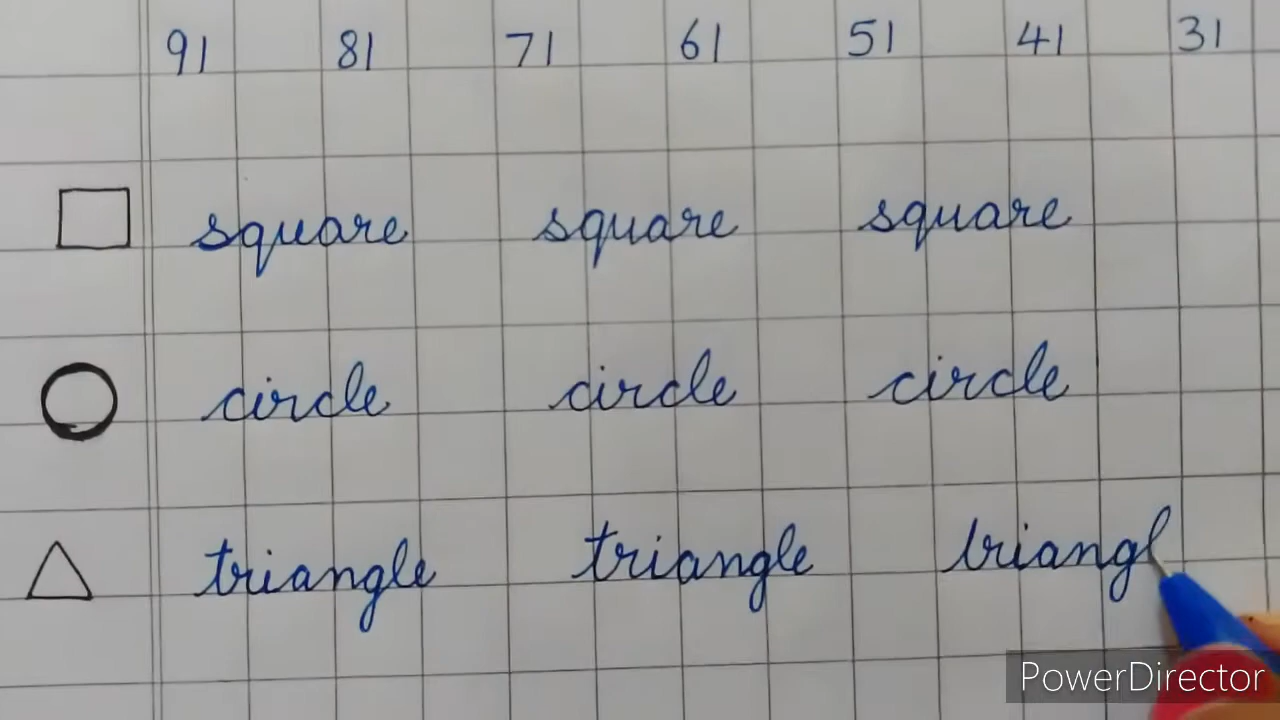 91 81 71 61 51 41 31
square square square
circle circle circle
triangle triangle triangl
PowerDirector